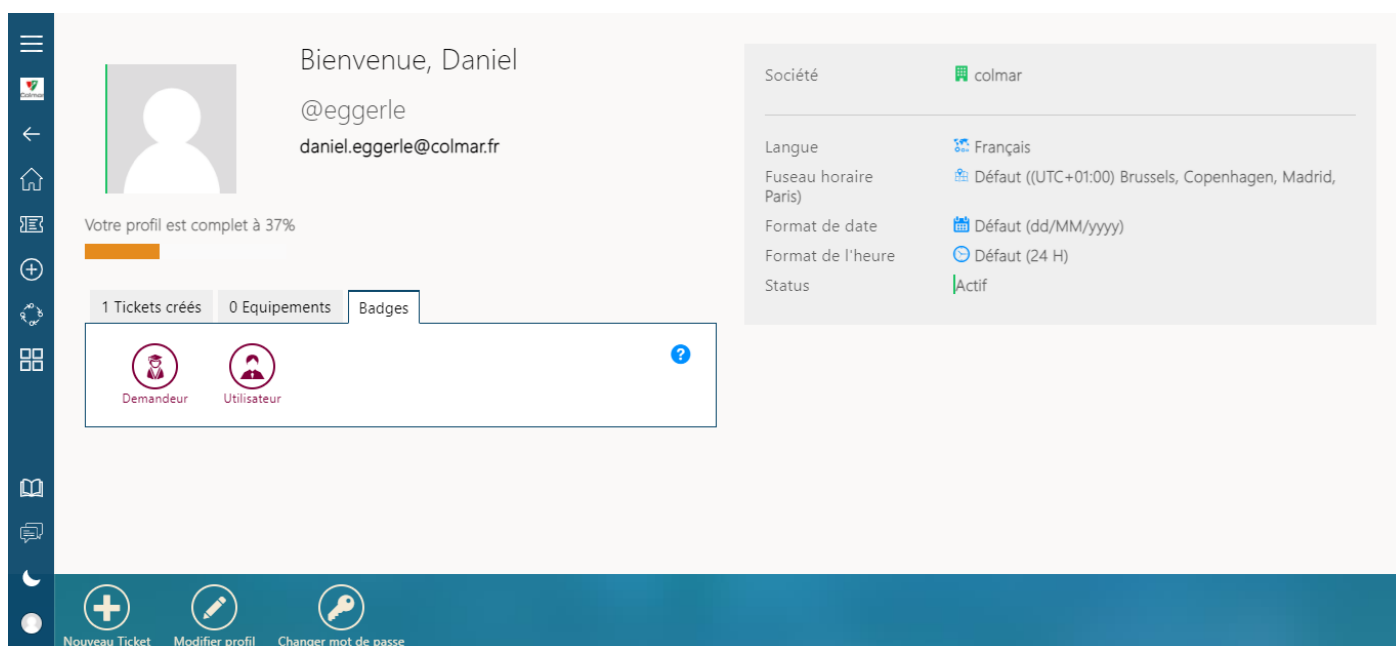 Colmar
Bienvenue, Daniel
@eggerle
daniel.eggerle@colmar.fr
Votre profil est complet à 37%
1 Tickets créés 0 Equipements Badges
?
Demandeur Utilisateur
Société colmar
Langue Français
Fuseau horaire Défaut ((UTC+01:00) Brussels, Copenhagen, Madrid,
Paris)
Format de date Défaut (dd/MM/yyyy)
Format de l'heure Défaut (24 H)
Status Actif
Nouveau Ticket Modifier profil Changer mot de passe